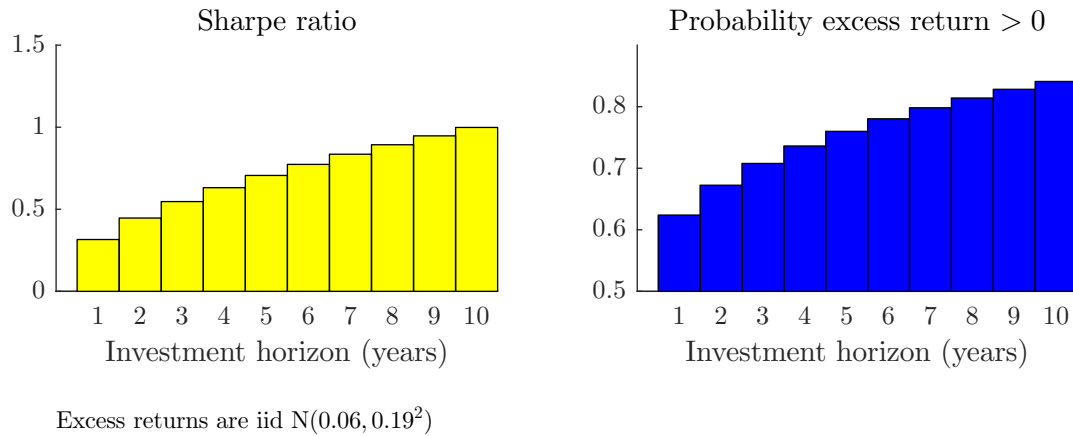 Sharpe ratio
1.5
1
0.5
0
1 2 3 4 5 6 7 8 9 10
Investment horizon (years)
Probability excess return > 0
0.8
0.7
0.6
0.5
1 2 3 4 5 6 7 8 9 10
Investment horizon (years)
Excess returns are iid N(0.06, 0.19²)